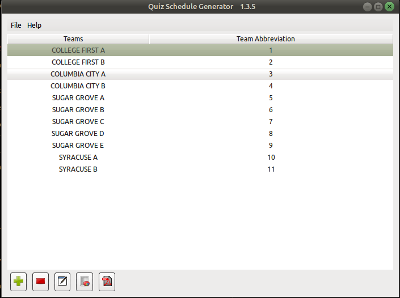 Quiz Schedule Generator 1.3.5
File Help
Teams Team Abbreviation
COLLEGE FIRST A 1
COLLEGE FIRST B 2
COLUMBIA CITY A 3
COLUMBIA CITY B 4
SUGAR GROVE A 5
SUGAR GROVE B 6
SUGAR GROVE C 7
SUGAR GROVE D 8
SUGAR GROVE E 9
SYRACUSE A 10
SYRACUSE B 11